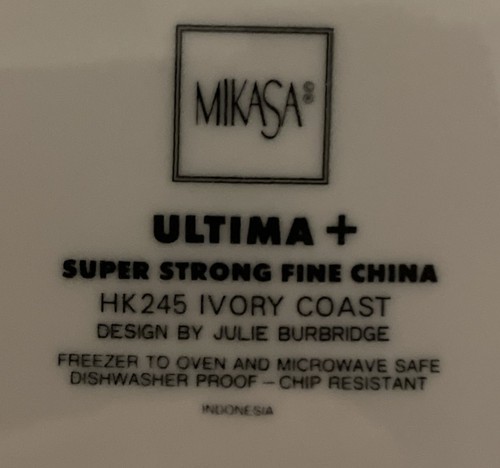 MIKASA®©
ULTIMA +
SUPER STRONG FINE CHINA
HK245 IVORY COAST
DESIGN BY JULIE BURBRIDGE
FREEZER TO OVEN AND MICROWAVE SAFE
DISHWASHER PROOF – CHIP RESISTANT
INDONESIA